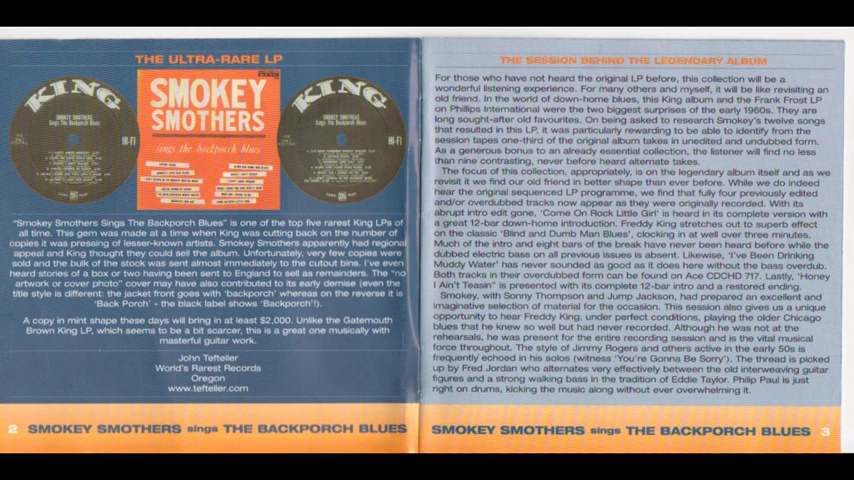 THE ULTRA-RARE LP
KING
SMOKEY SMOTHERS
Sings The Backporch Blues
HI-FI
SMOKEY
SMOTHERS
sings the backporch blues
KING
SMOKEY SMOTHERS
Sings The Backporch Blues
HI-FI
"Smokey Smothers Sings The Backporch Blues" is one of the top five rarest King LPs of
all time. This gem was made at a time when King was cutting back on the number of
copies it was pressing of lesser-known artists. Smokey Smothers apparently had regional
appeal and King thought they could sell the album. Unfortunately, very few copies were
sold and the bulk of the stock was sent almost immediately to the cutout bins. I've even
heard stories of a box or two having been sent to England to sell as remainders. The "no
artwork or cover photo" cover may have also contributed to its early demise (even the
title style is different: the jacket front goes with 'backporch' whereas on the reverse it is
'Back Porch' - the black label shows 'Backporch'!).
A copy in mint shape these days will bring in at least $2,000. Unlike the Gatemouth
Brown King LP, which seems to be a bit scarcer, this is a great one musically with
masterful guitar work.
John Tefteller
World's Rarest Records
Oregon
www.tefteller.com
2 SMOKEY SMOTHERS sings THE BACKPORCH BLUES
THE SESSION BEHIND THE LEGENDARY ALBUM
For those who have not heard the original LP before, this collection will be a
wonderful listening experience. For many others and myself, it will be like revisiting an
old friend. In the world of down-home blues, this King album and the Frank Frost LP
on Phillips International were the two biggest surprises of the early 1960s. They are
long sought-after old favourites. On being asked to research Smokey's twelve songs
that resulted in this LP, it was particularly rewarding to be able to identify from the
session tapes one-third of the original album takes in unedited and undubbed form.
As a generous bonus to an already essential collection, the listener will find no less
than nine contrasting, never before heard alternate takes.
The focus of this collection, appropriately, is on the legendary album itself and as we
revisit it we find our old friend in better shape than ever before. While we do indeed
hear the original sequenced LP programme, we find that fully four previously edited
and/or overdubbed tracks now appear as they were originally recorded. With its
abrupt intro edit gone, 'Come On Rock Little Girl' is heard in its complete version with
a great 12-bar down-home introduction. Freddy King stretches out to superb effect
on the classic 'Blind and Dumb Man Blues', clocking in at well over three minutes.
Much of the intro and eight bars of the break have never been heard before while the
dubbed electric bass on all previous issues is absent. Likewise, 'I've Been Drinking
Muddy Water' has never sounded as good as it does here without the bass overdub.
Both tracks in their overdubbed form can be found on Ace CDCHD 717. Lastly, 'Honey
I Ain't Teasin'' is presented with its complete 12-bar intro and a restored ending.
Smokey, with Sonny Thompson and Jump Jackson, had prepared an excellent and
imaginative selection of material for the occasion. This session also gives us a unique
opportunity to hear Freddy King, under perfect conditions, playing the older Chicago
blues that he knew so well but had never recorded. Although he was not at the
rehearsals, he was present for the entire recording session and is the vital musical
force throughout. The style of Jimmy Rogers and others active in the early 50s is
frequently echoed in his solos (witness 'You're Gonna Be Sorry'). The thread is picked
up by Fred Jordan who alternates very effectively between the old interweaving guitar
figures and a strong walking bass in the tradition of Eddie Taylor. Philip Paul is just
right on drums, kicking the music along without ever overwhelming it.
SMOKEY SMOTHERS sings THE BACKPORCH BLUES 3